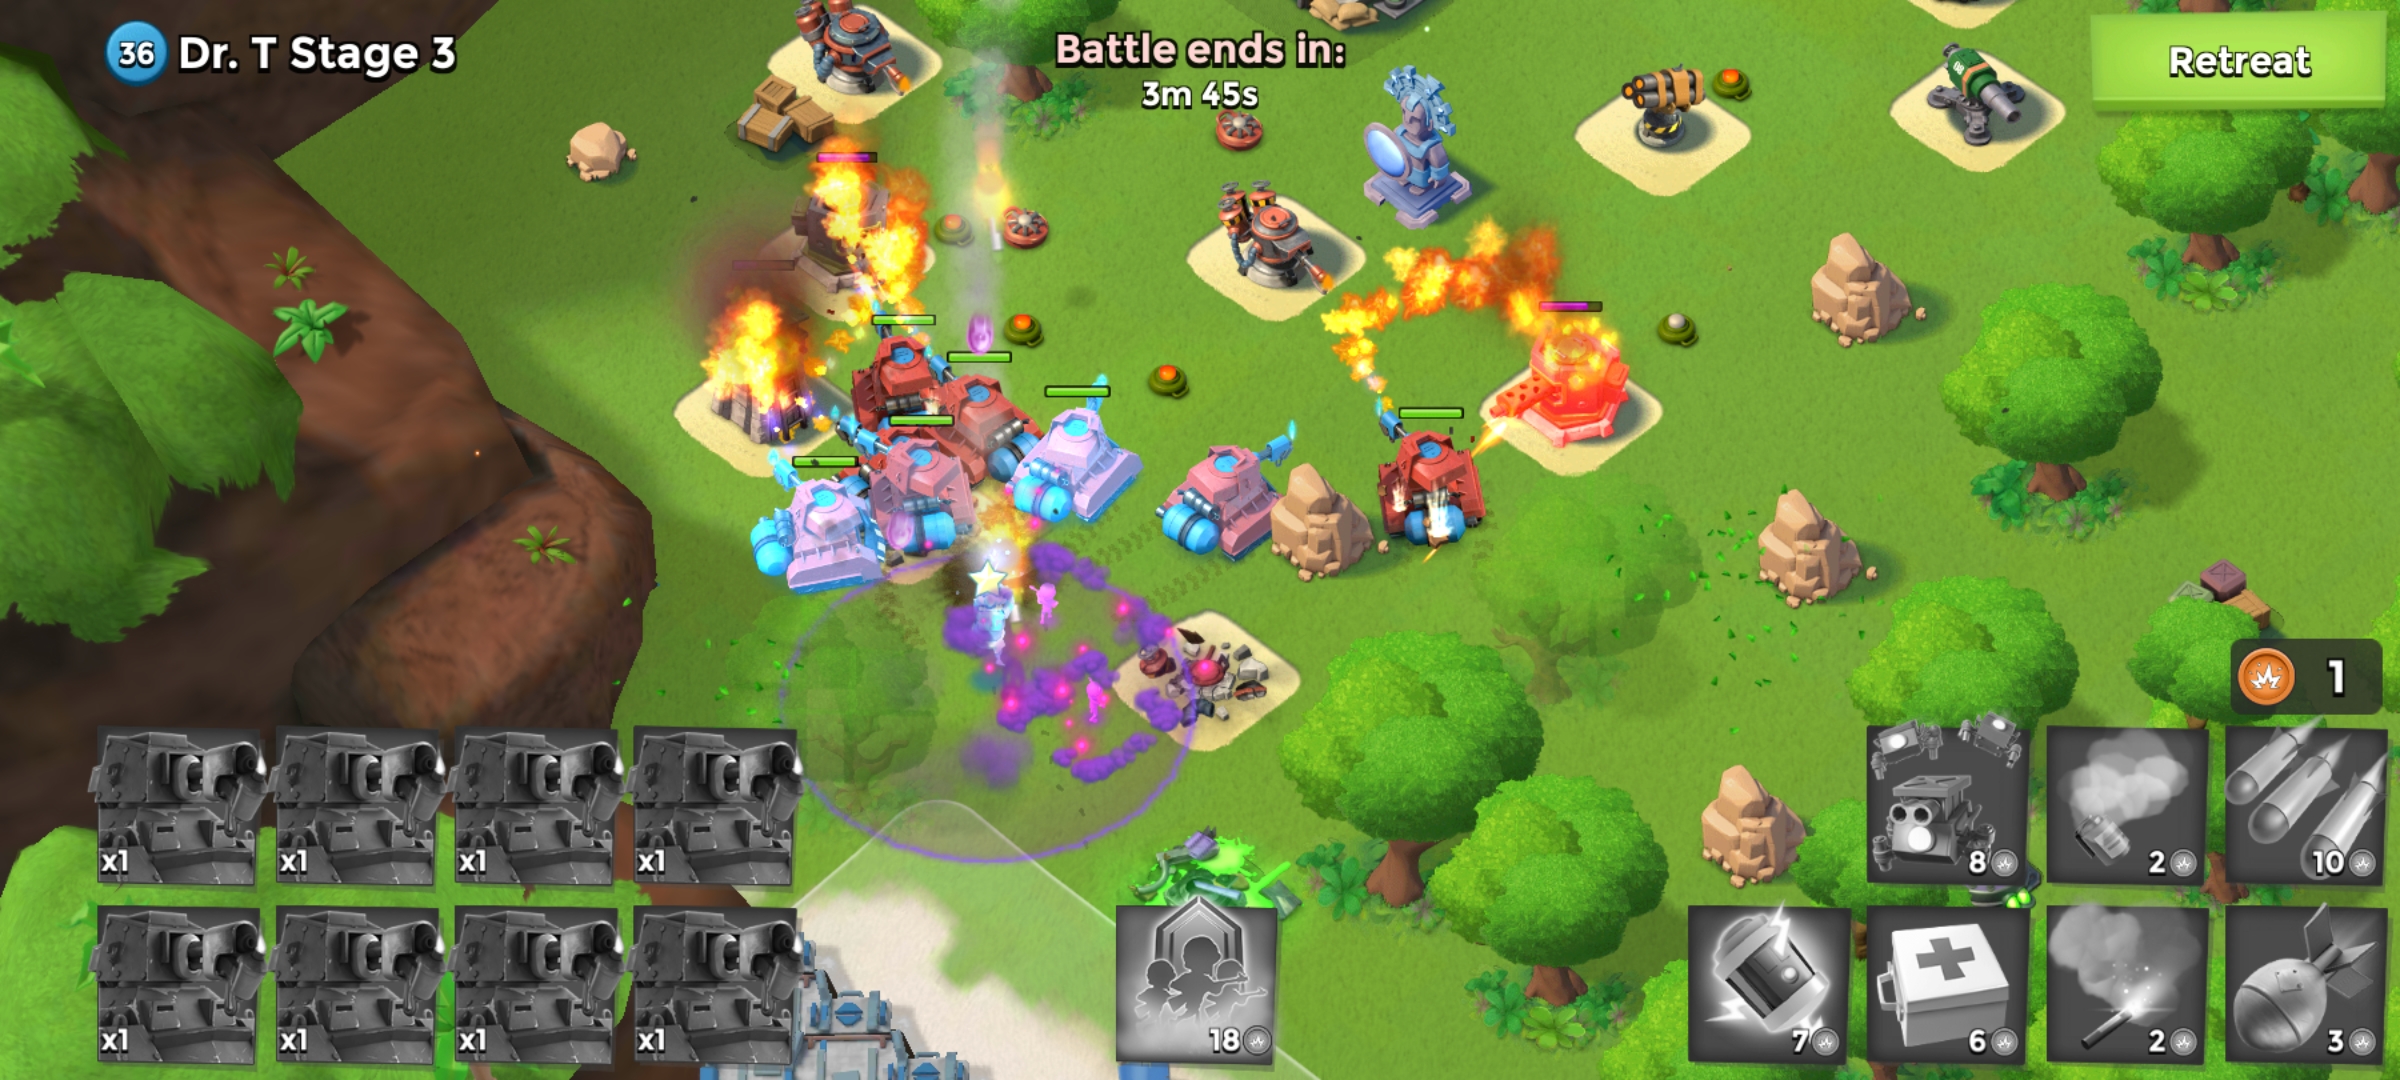 36 Dr. T Stage 3
Battle ends in:
3m 45s
Retreat
1
x1 x1 x1 x1
8 2 10
x1 x1 x1 x1
18 7 6 2 3